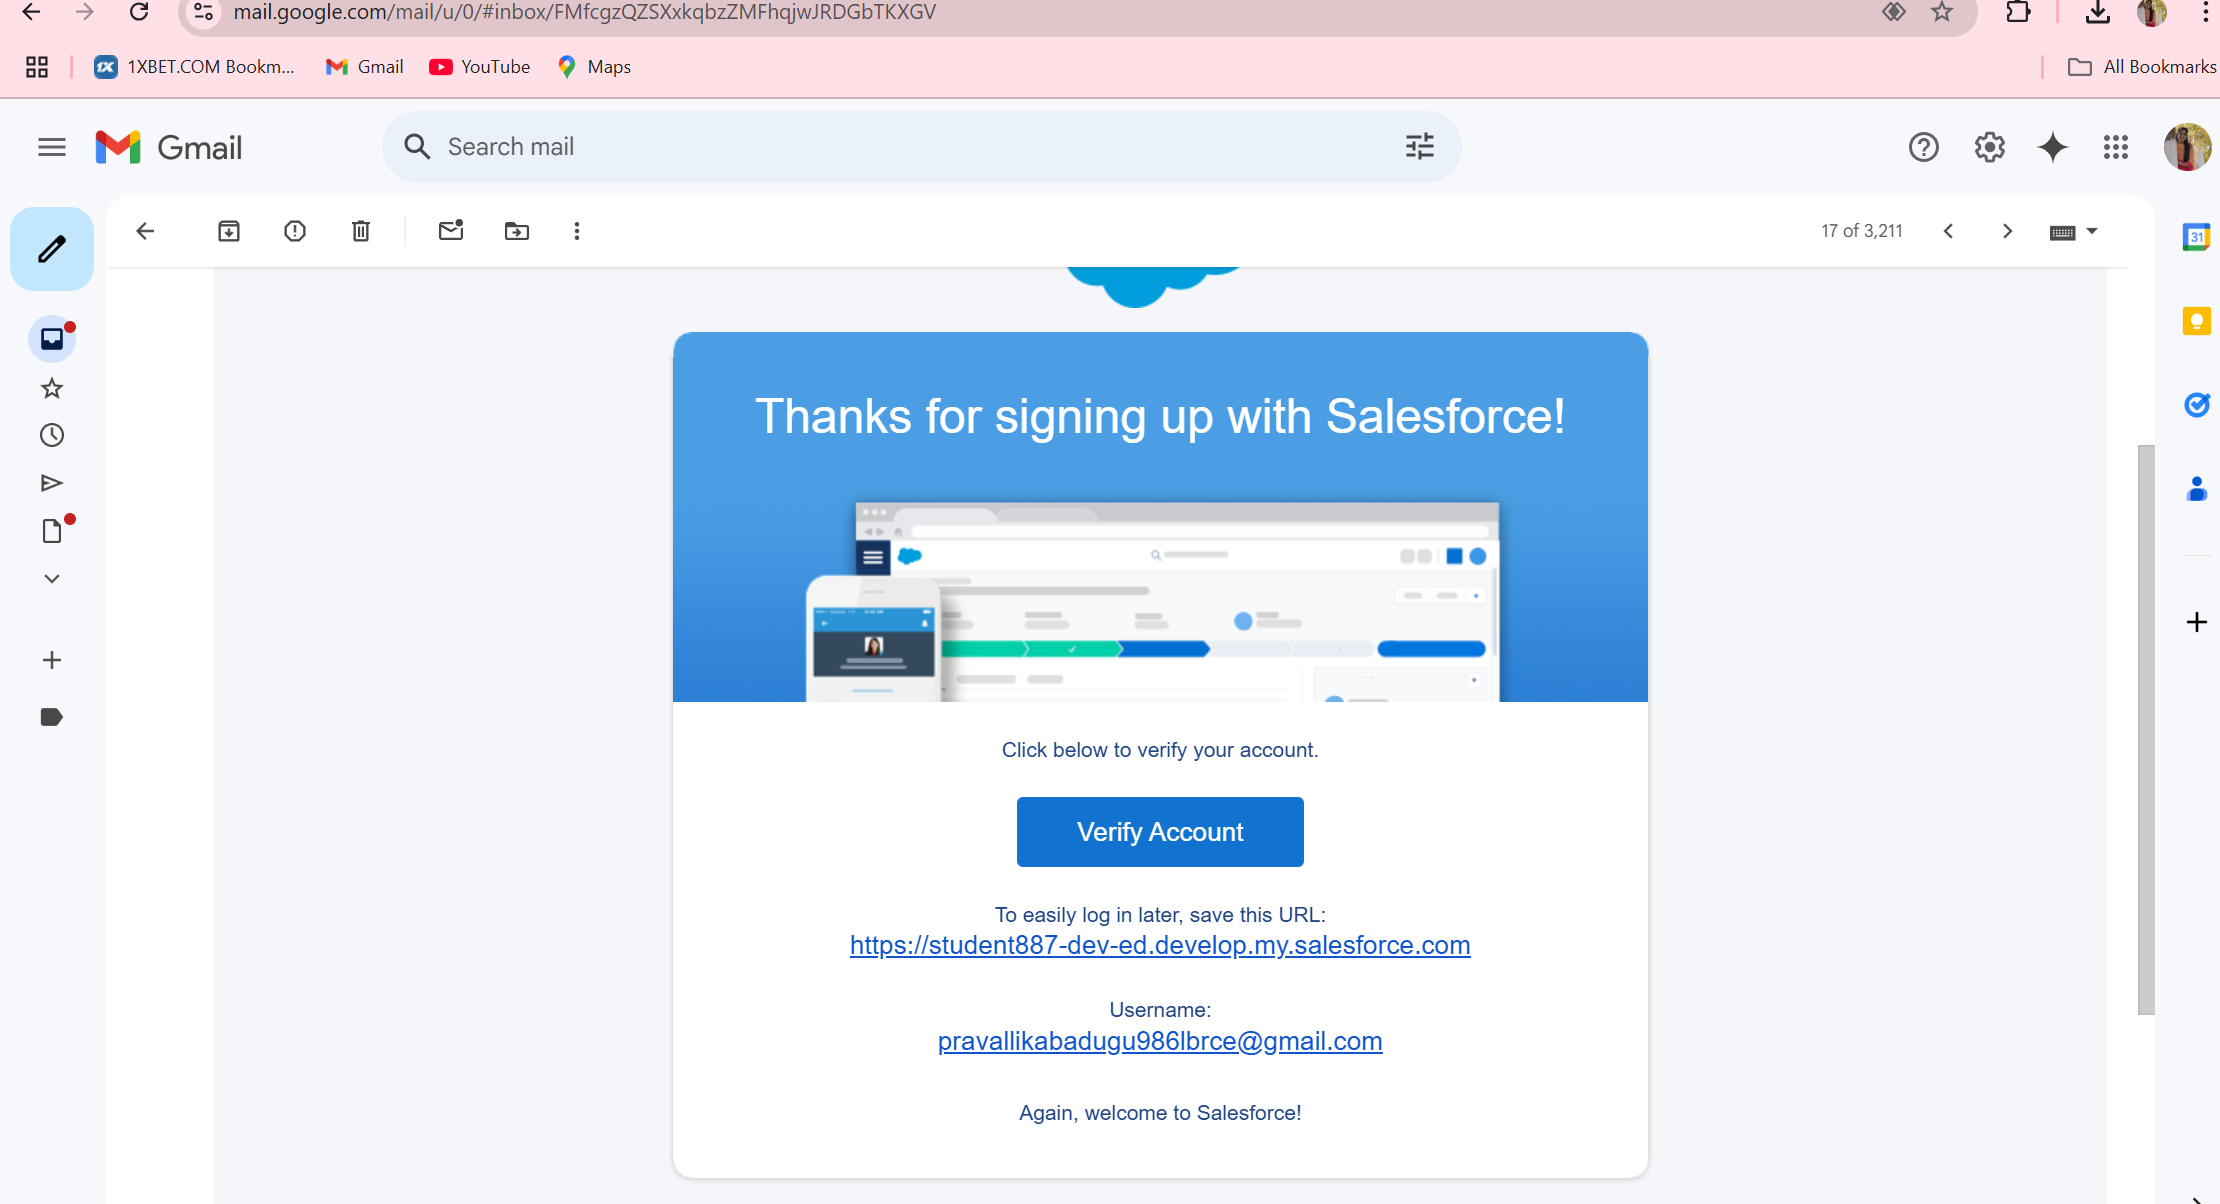 mail.google.com/mail/u/0/#inbox/FMfcgzQZSXxkqbzZMFhqjwJRDGbTKXGV
1XBET.COM Bookm... Gmail YouTube Maps All Bookmarks
Gmail Search mail
17 of 3,211
31
Thanks for signing up with Salesforce!
Click below to verify your account.
Verify Account
To easily log in later, save this URL:
https://student887-dev-ed.develop.my.salesforce.com
Username:
pravallikabadugu986lbrce@gmail.com
Again, welcome to Salesforce!